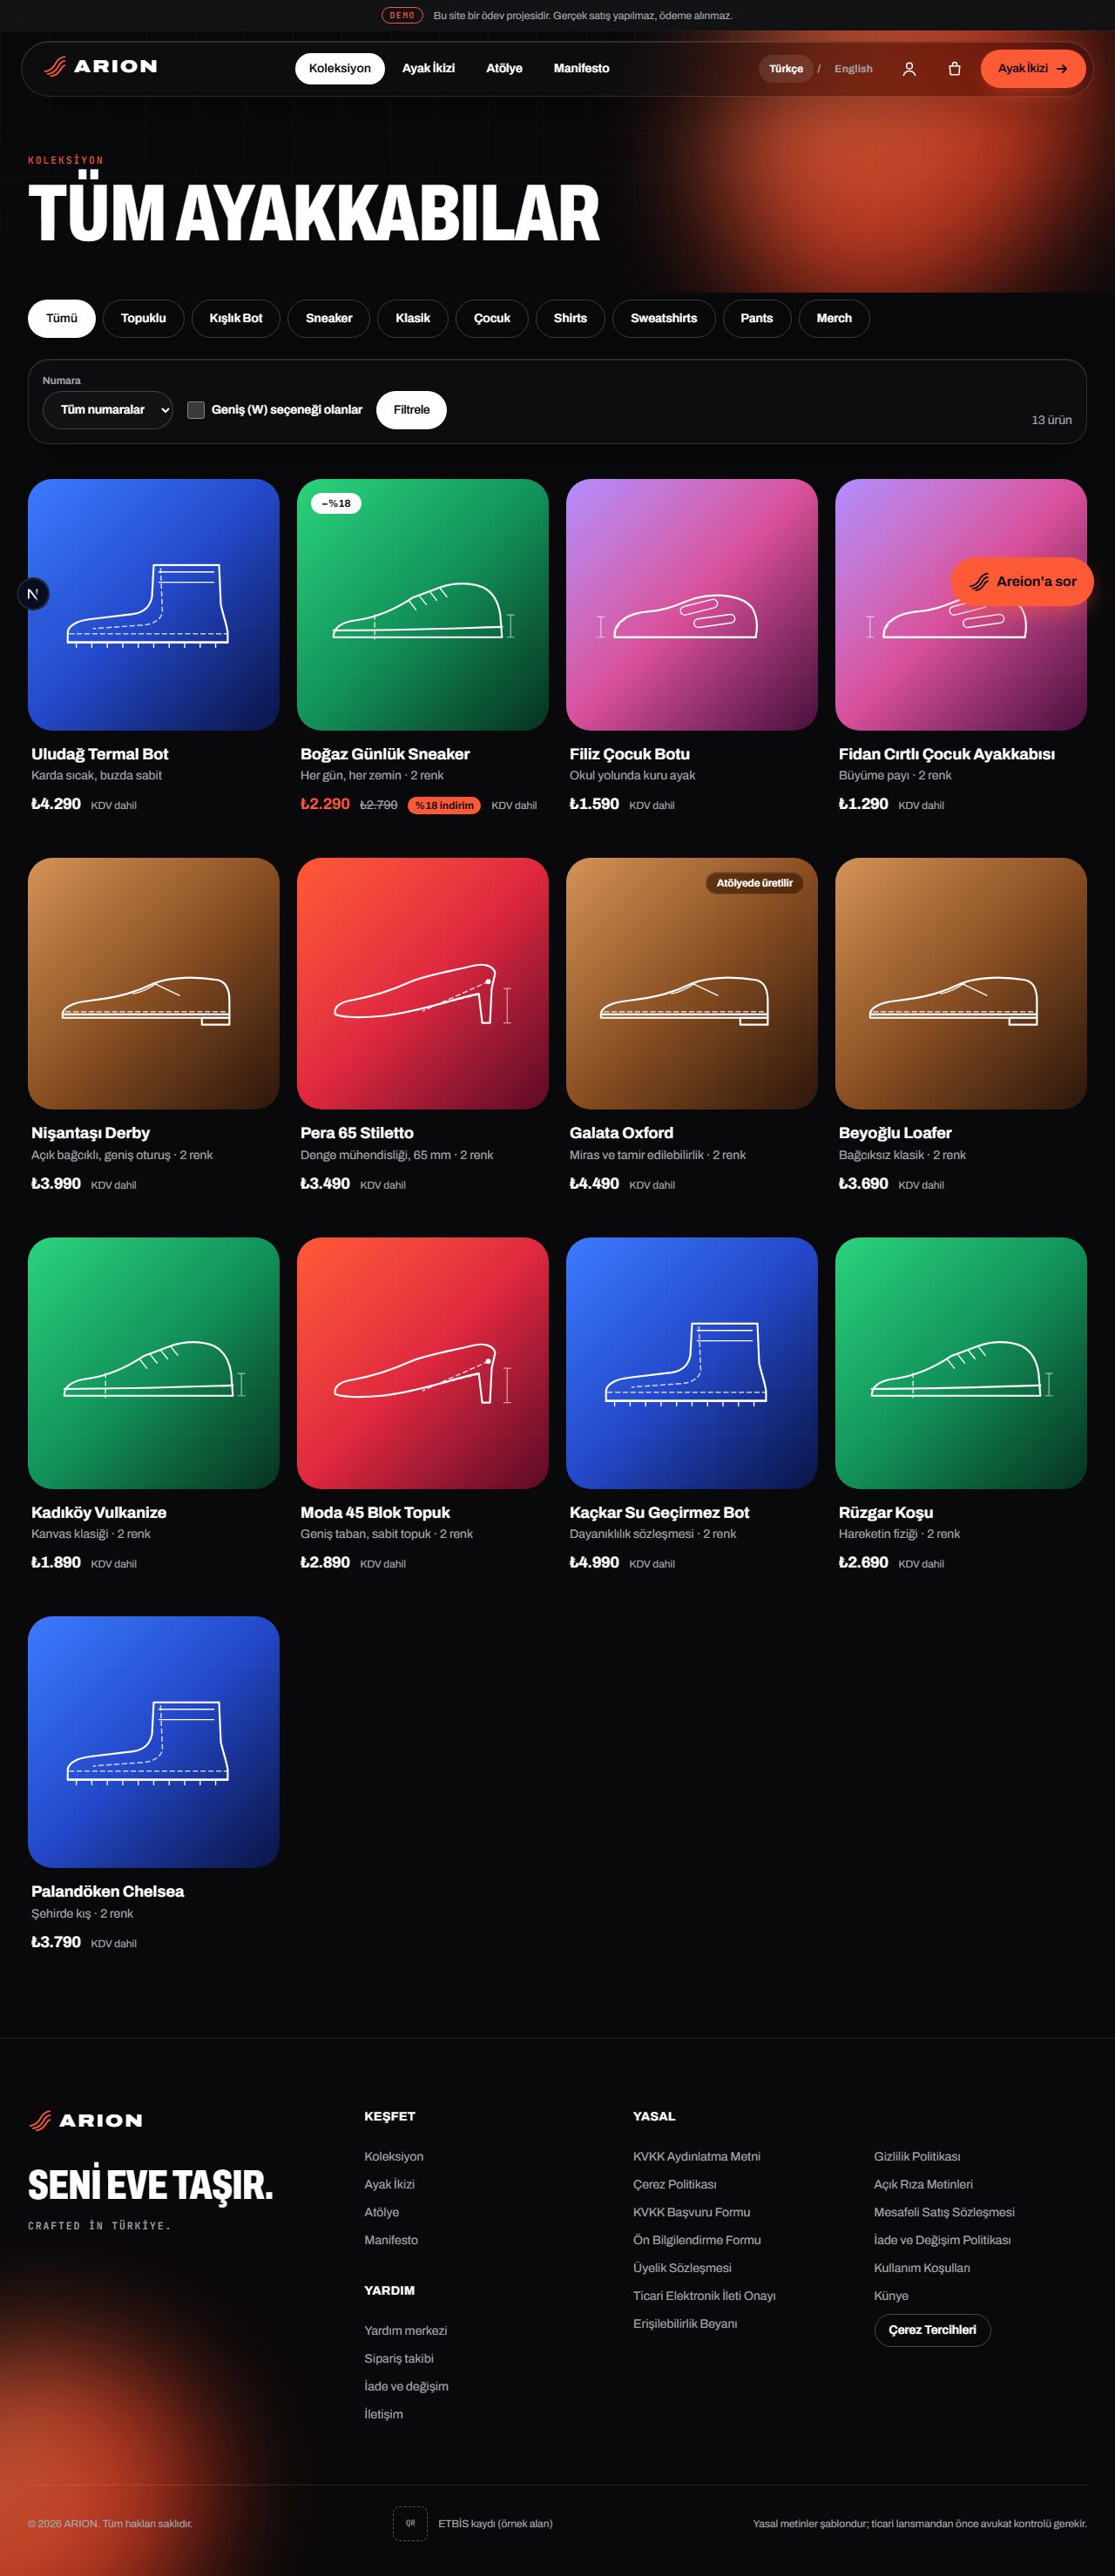 DEMO Bu site bir ödev projesidir. Gerçek satış yapılmaz, ödeme alınmaz.
ARION Koleksiyon Ayak İkizi Atölye Manifesto Türkçe / English Ayak İkizi →
KOLEKSİYON
TÜM AYAKKABILAR
Tümü Topuklu Kışlık Bot Sneaker Klasik Çocuk Shirts Sweatshirts Pants Merch
Numara
Tüm numaralar Geniş (W) seçeneği olanlar Filtrele
13 ürün
−%18
N
Areion'a sor
Uludağ Termal Bot
Karda sıcak, buzda sabit
₺4.290 KDV dahil
Boğaz Günlük Sneaker
Her gün, her zemin · 2 renk
₺2.290 ₺2.790 %18 indirim KDV dahil
Filiz Çocuk Botu
Okul yolunda kuru ayak
₺1.590 KDV dahil
Fidan Cırtlı Çocuk Ayakkabısı
Büyüme payı · 2 renk
₺1.290 KDV dahil
Atölyede üretilir
Nişantaşı Derby
Açık bağcıklı, geniş oturuş · 2 renk
₺3.990 KDV dahil
Pera 65 Stiletto
Denge mühendisliği, 65 mm · 2 renk
₺3.490 KDV dahil
Galata Oxford
Miras ve tamir edilebilirlik · 2 renk
₺4.490 KDV dahil
Beyoğlu Loafer
Bağcıksız klasik · 2 renk
₺3.690 KDV dahil
Kadıköy Vulkanize
Kanvas klasiği · 2 renk
₺1.890 KDV dahil
Moda 45 Blok Topuk
Geniş taban, sabit topuk · 2 renk
₺2.890 KDV dahil
Kaçkar Su Geçirmez Bot
Dayanıklılık sözleşmesi · 2 renk
₺4.990 KDV dahil
Rüzgar Koşu
Hareketin fiziği · 2 renk
₺2.690 KDV dahil
Palandöken Chelsea
Şehirde kış · 2 renk
₺3.790 KDV dahil
ARION
SENİ EVE TAŞIR.
CRAFTED İN TÜRKİYE.
KEŞFET
Koleksiyon
Ayak İkizi
Atölye
Manifesto
YARDIM
Yardım merkezi
Sipariş takibi
İade ve değişim
İletişim
YASAL
KVKK Aydınlatma Metni
Çerez Politikası
KVKK Başvuru Formu
Ön Bilgilendirme Formu
Üyelik Sözleşmesi
Ticari Elektronik İleti Onayı
Erişilebilirlik Beyanı
Gizlilik Politikası
Açık Rıza Metinleri
Mesafeli Satış Sözleşmesi
İade ve Değişim Politikası
Kullanım Koşulları
Künye
Çerez Tercihleri
© 2026 ARION. Tüm hakları saklıdır.
QR ETBİS kaydı (örnek alan)
Yasal metinler şablondur; ticari lansmandan önce avukat kontrolü gerekir.